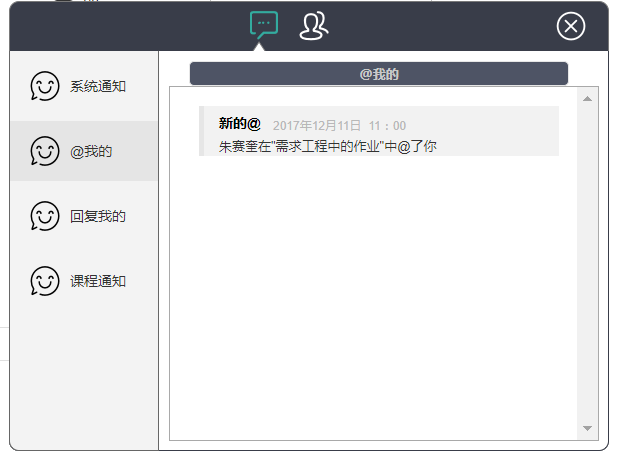 @我的
系统通知
@我的
回复我的
课程通知
新的@ 2017年12月11日 11：00
朱赛奎在"需求工程中的作业"中@了你